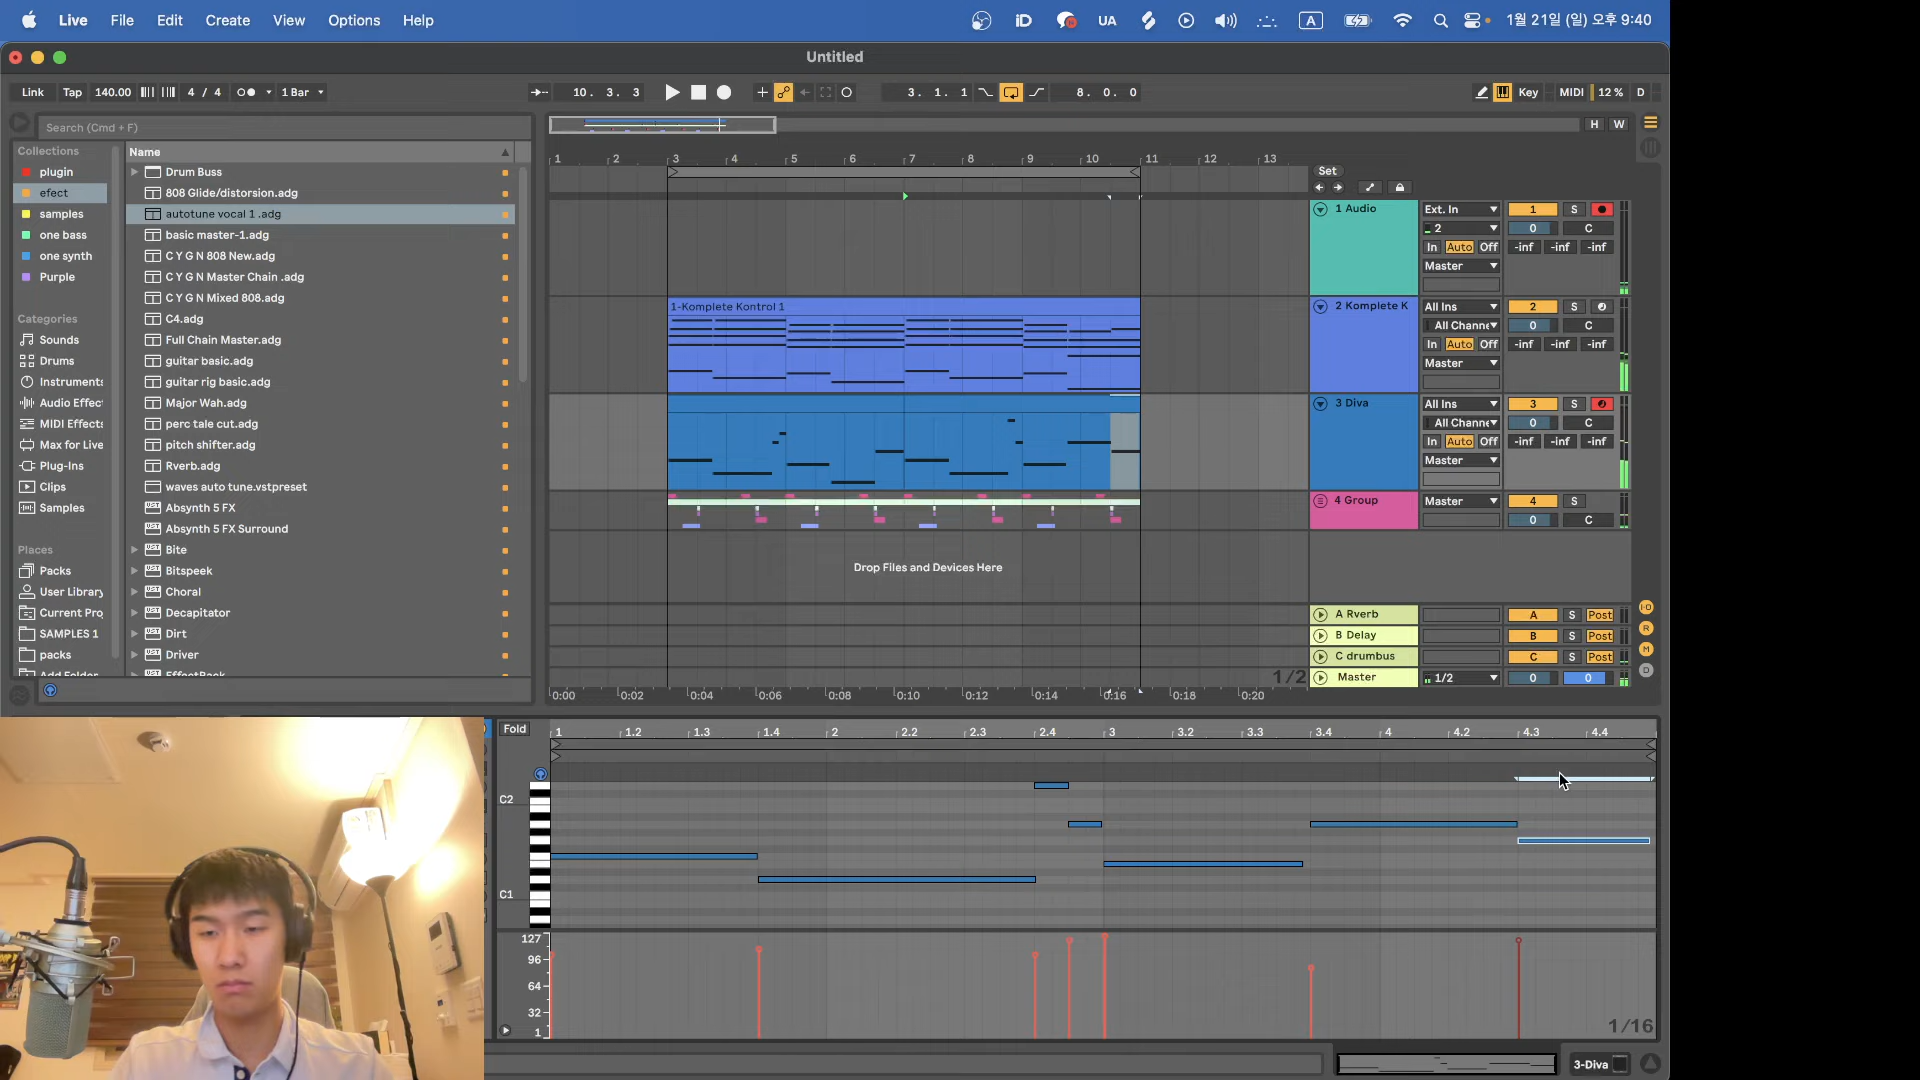 Live File Edit Create View Options Help
iD UA A 1월 21일 (일) 오후 9:40
Untitled
Link Tap 140.00 4 / 4 1 Bar 10. 3. 3 3. 1. 1 8. 0. 0 Key MIDI 12 % D
Search (Cmd + F)
H W
Collections
plugin
efect
samples
one bass
one synth
Purple
Categories
Sounds
Drums
Instruments
Audio Effec
MIDI Effects
Max for Live
Plug-Ins
Clips
Samples
Places
Packs
User Library
Current Pro
SAMPLES 1
packs
Add Folder
Name
Drum Buss
808 Glide/distorsion.adg
autotune vocal 1 .adg
basic master-1.adg
C Y G N 808 New.adg
C Y G N Master Chain .adg
C Y G N Mixed 808.adg
C4.adg
Full Chain Master.adg
guitar basic.adg
guitar rig basic.adg
Major Wah.adg
perc tale cut.adg
pitch shifter.adg
Rverb.adg
waves auto tune.vstpreset
Absynth 5 FX
Absynth 5 FX Surround
Bite
Bitspeek
Choral
Decapitator
Dirt
Driver
EffectRack
1 2 3 4 5 6 7 8 9 10 11 12 13
Set
1 Audio Ext. In 1 S
2 0 C
In Auto Off -inf -inf -inf
Master
1-Komplete Kontrol 1
2 Komplete K All Ins 2 S
All Channe 0 C
In Auto Off -inf -inf -inf
Master
3 Diva All Ins 3 S
All Channe 0 C
In Auto Off -inf -inf -inf
Master
4 Group Master 4 S
0 C
Drop Files and Devices Here
A Rverb A S Post
B Delay B S Post
C drumbus C S Post
1/2 Master 1/2 0 0
0:00 0:02 0:04 0:06 0:08 0:10 0:12 0:14 0:16 0:18 0:20
I·O
R
M
D
Fold 1 1.2 1.3 1.4 2 2.2 2.3 2.4 3 3.2 3.3 3.4 4 4.2 4.3 4.4
C2
C1
127
96
64
32
1
1/16
3-Diva